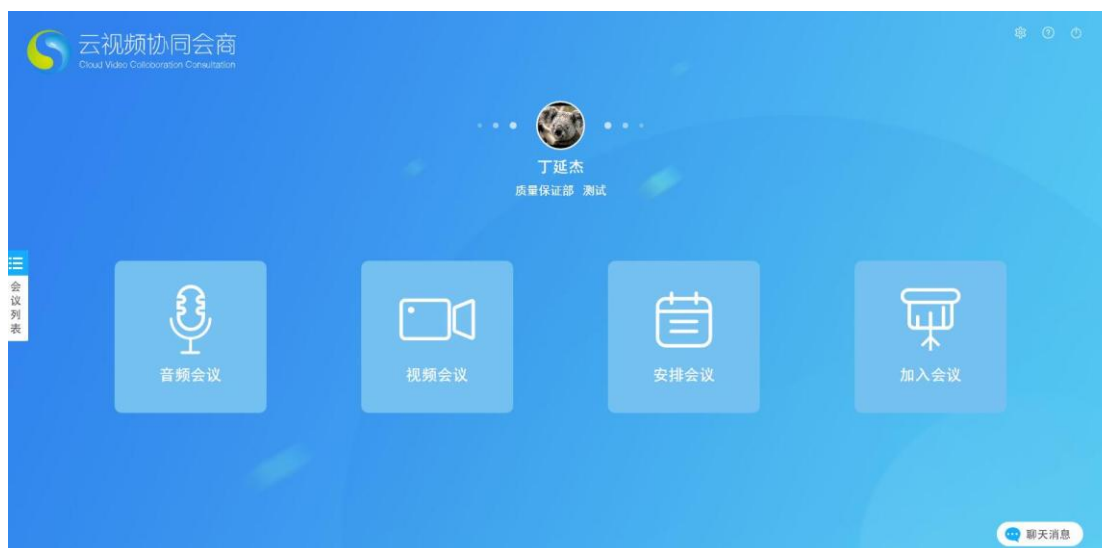 云视频协同会商
Cloud Video Colloboration Consultation
丁延杰
质量保证部 测试
会议列表
音频会议
视频会议
安排会议
加入会议
聊天消息